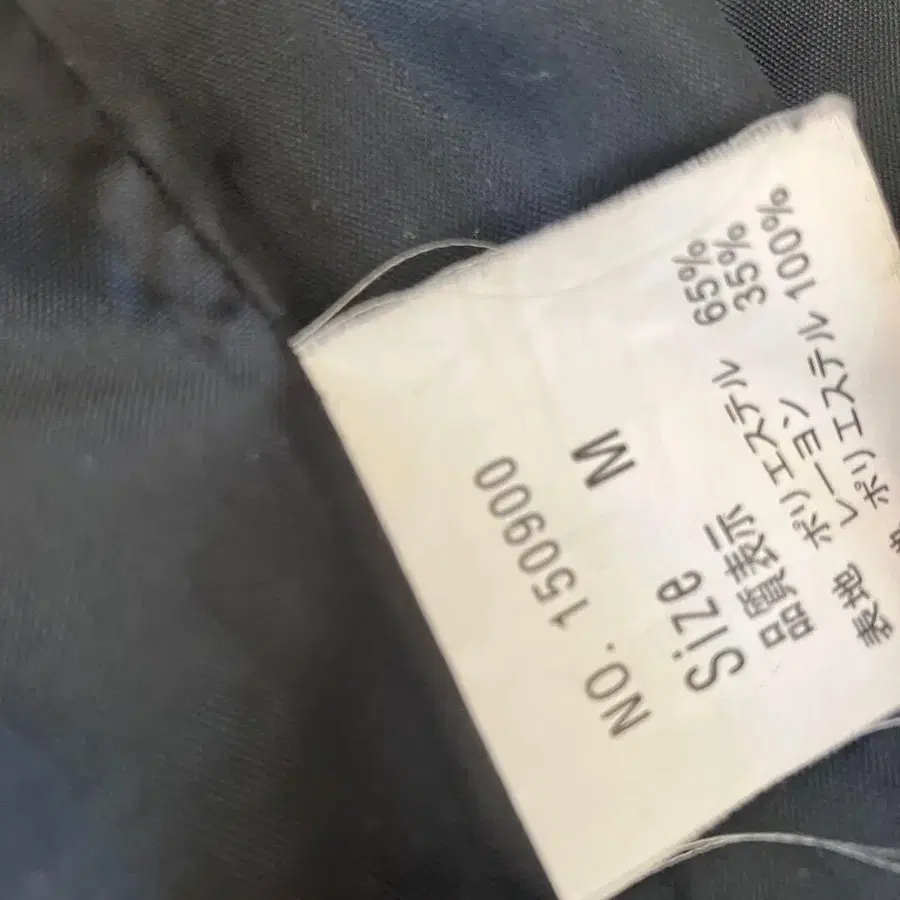 NO. 150900
Size M
品質表示
表地 ポリエステル 65%
レーヨン 35%
ポリエステル 100%